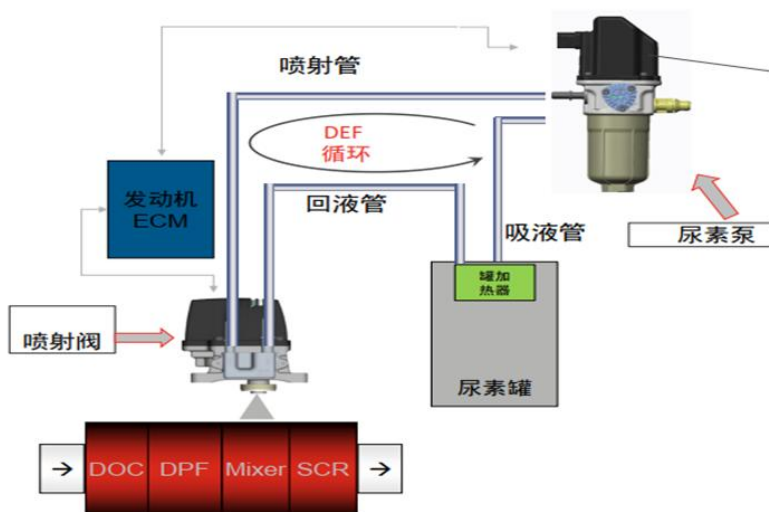 喷射管
DEF
循环
发动机
ECM
回液管
吸液管
尿素泵
罐加
热器
喷射阀
尿素罐
→ DOC DPF Mixer SCR →